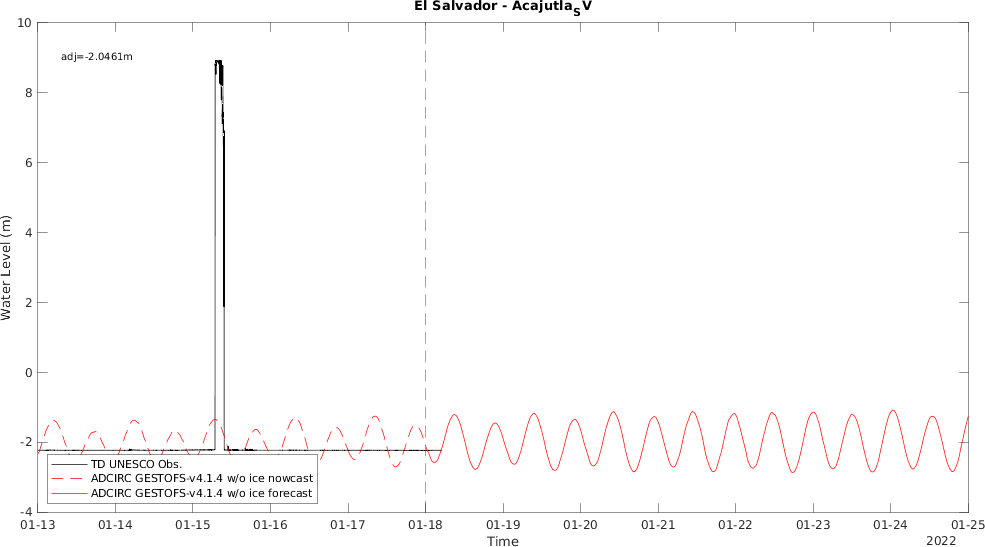 El Salvador - Acajutla_SV
adj=-2.0461m
10
8
6
4
2
0
-2
-4
Water Level (m)
TD UNESCO Obs.
ADCIRC GESTOFS-v4.1.4 w/o ice nowcast
ADCIRC GESTOFS-v4.1.4 w/o ice forecast
01-13 01-14 01-15 01-16 01-17 01-18 01-19 01-20 01-21 01-22 01-23 01-24 01-25
Time
2022